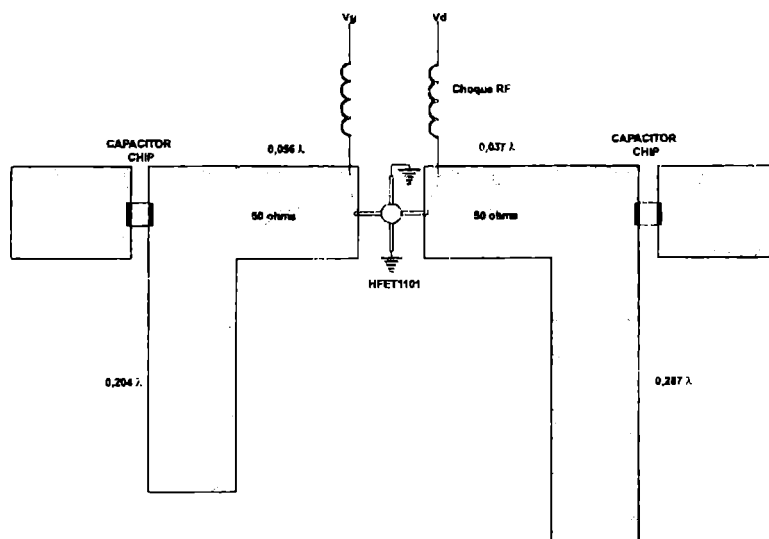 Vg
Vd
Choque RF
CAPACITOR
CHIP
0,096 λ
0,037 λ
CAPACITOR
CHIP
50 ohms
50 ohms
HFET1101
0,204 λ
0,287 λ